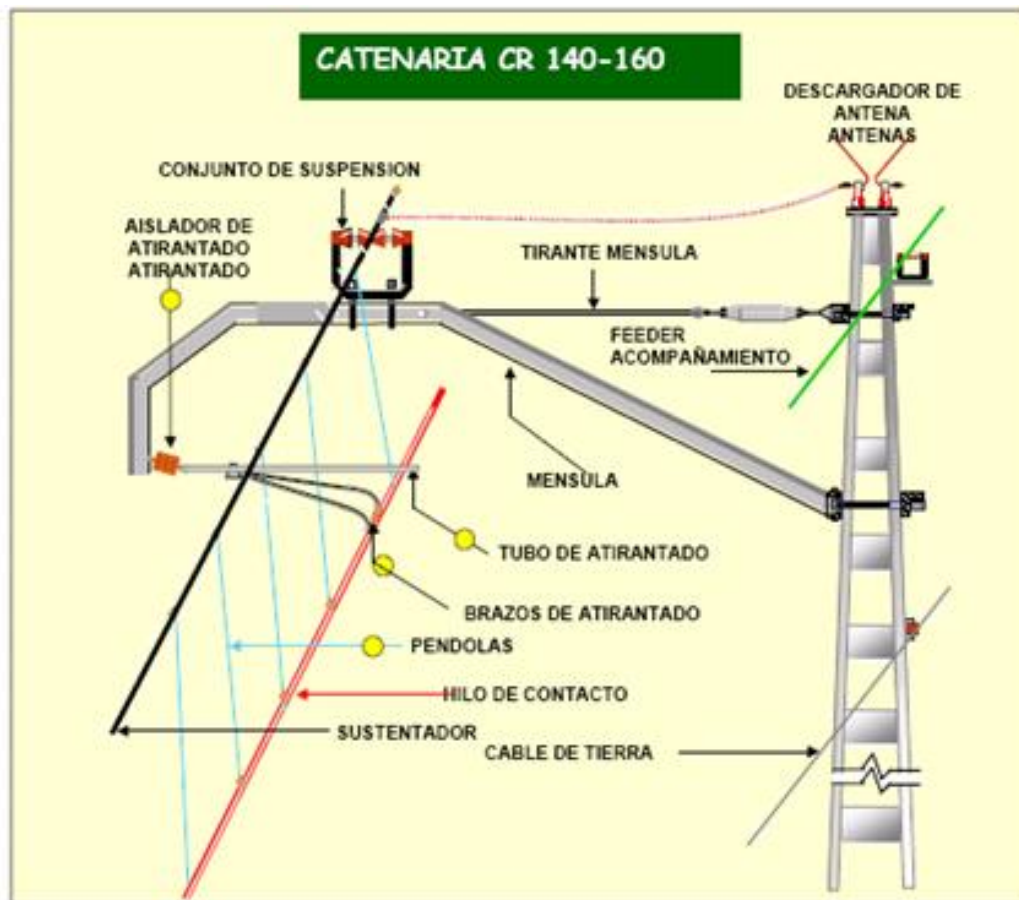 CATENARIA CR 140-160
DESCARGADOR DE
ANTENA
ANTENAS
CONJUNTO DE SUSPENSION
AISLADOR DE
ATIRANTADO
ATIRANTADO
TIRANTE MENSULA
FEEDER
ACOMPAÑAMIENTO
MENSULA
TUBO DE ATIRANTADO
BRAZOS DE ATIRANTADO
PENDOLAS
HILO DE CONTACTO
SUSTENTADOR
CABLE DE TIERRA